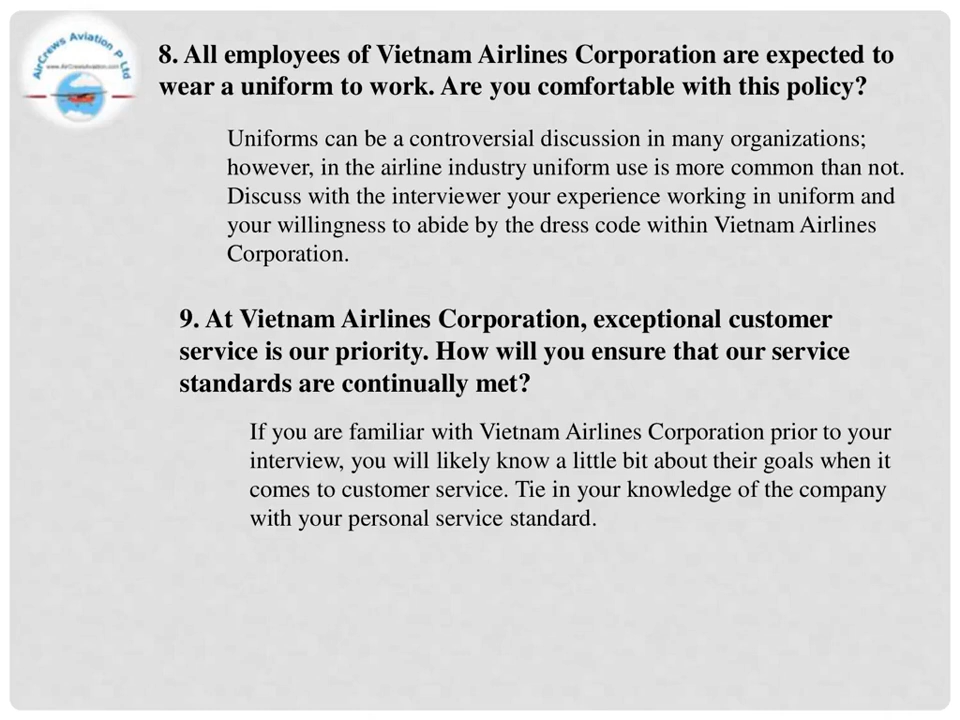 AirCrews Aviation P Ltd
www.AirCrewsAviation.com
8. All employees of Vietnam Airlines Corporation are expected to
wear a uniform to work. Are you comfortable with this policy?
Uniforms can be a controversial discussion in many organizations;
however, in the airline industry uniform use is more common than not.
Discuss with the interviewer your experience working in uniform and
your willingness to abide by the dress code within Vietnam Airlines
Corporation.
9. At Vietnam Airlines Corporation, exceptional customer
service is our priority. How will you ensure that our service
standards are continually met?
If you are familiar with Vietnam Airlines Corporation prior to your
interview, you will likely know a little bit about their goals when it
comes to customer service. Tie in your knowledge of the company
with your personal service standard.